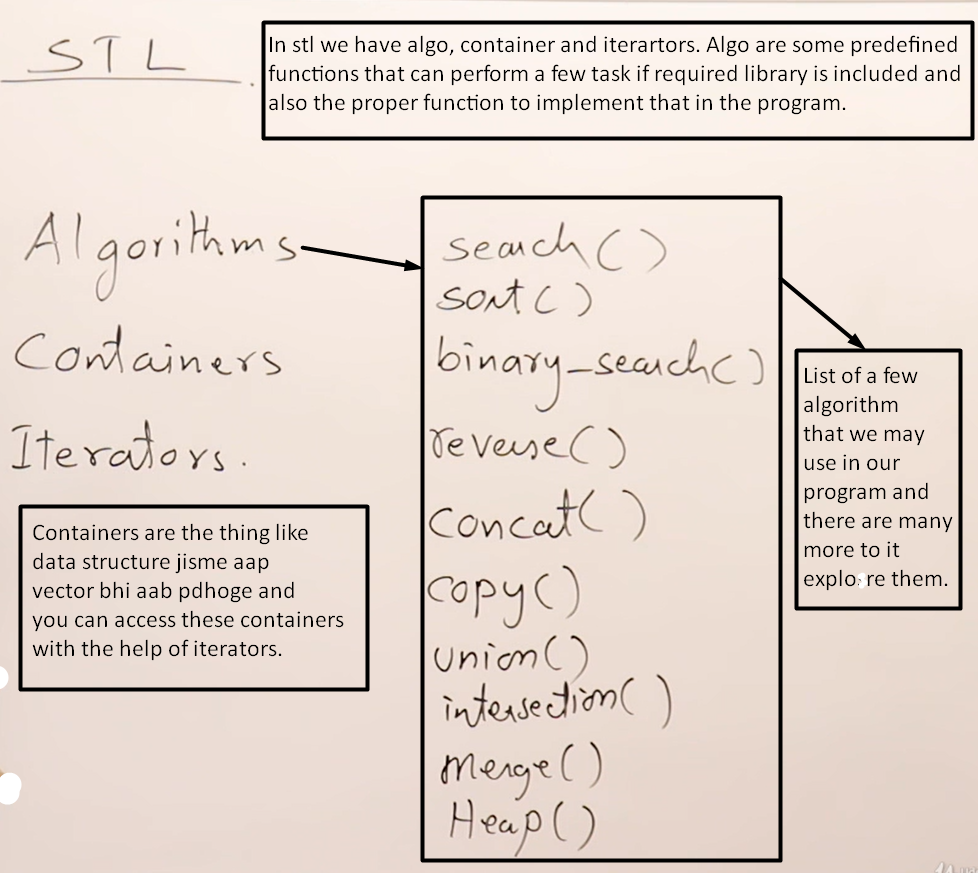 STL
In stl we have algo, container and iterartors. Algo are some predefined
functions that can perform a few task if required library is included and
also the proper function to implement that in the program.
Algorithms
Containers
Iterators.
search()
sort()
binary_search()
reverse()
concat()
copy()
union()
intersection()
merge()
Heap()
List of a few
algorithm
that we may
use in our
program and
there are many
more to it
explore them.
Containers are the thing like
data structure jisme aap
vector bhi aab pdhoge and
you can access these containers
with the help of iterators.